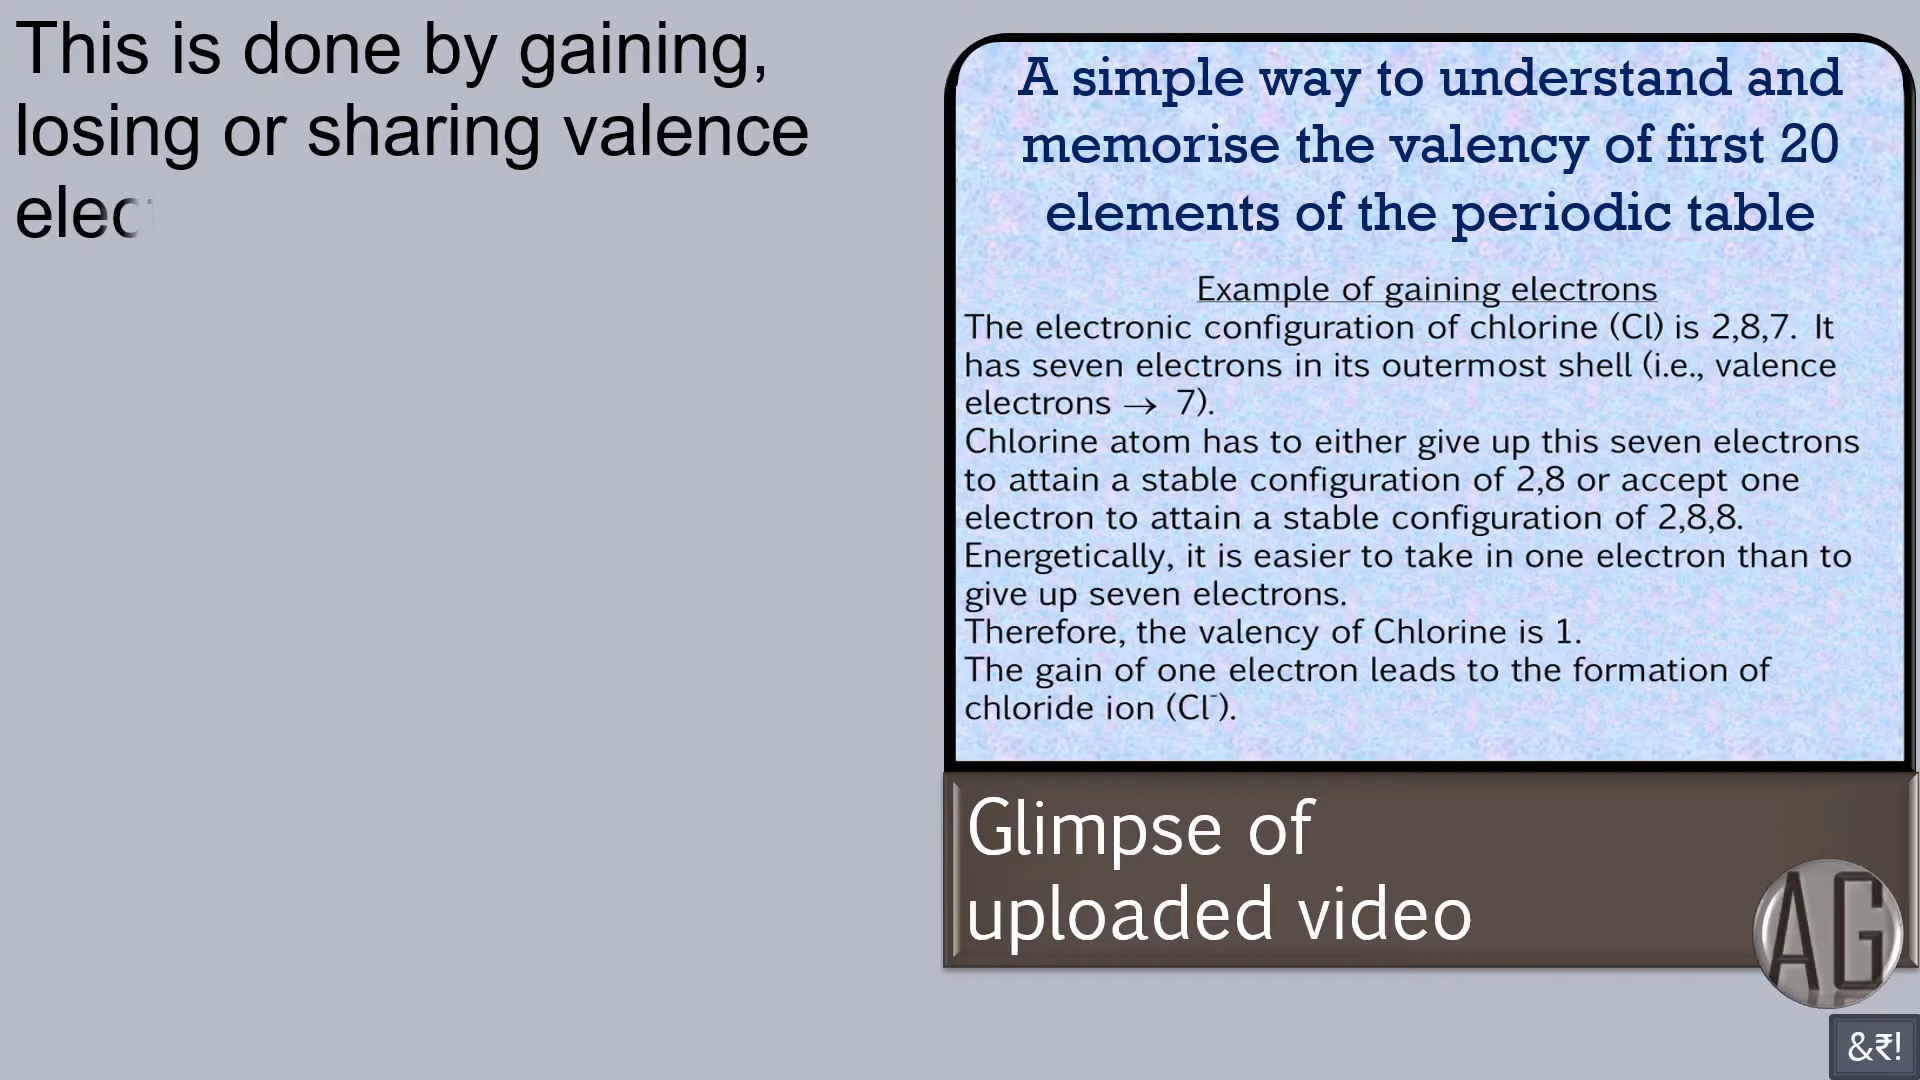 This is done by gaining,
losing or sharing valence
elec
A simple way to understand and
memorise the valency of first 20
elements of the periodic table
Example of gaining electrons
The electronic configuration of chlorine (Cl) is 2,8,7. It
has seven electrons in its outermost shell (i.e., valence
electrons → 7).
Chlorine atom has to either give up this seven electrons
to attain a stable configuration of 2,8 or accept one
electron to attain a stable configuration of 2,8,8.
Energetically, it is easier to take in one electron than to
give up seven electrons.
Therefore, the valency of Chlorine is 1.
The gain of one electron leads to the formation of
chloride ion (Cl⁻).
Glimpse of
uploaded video
AG
&₹!